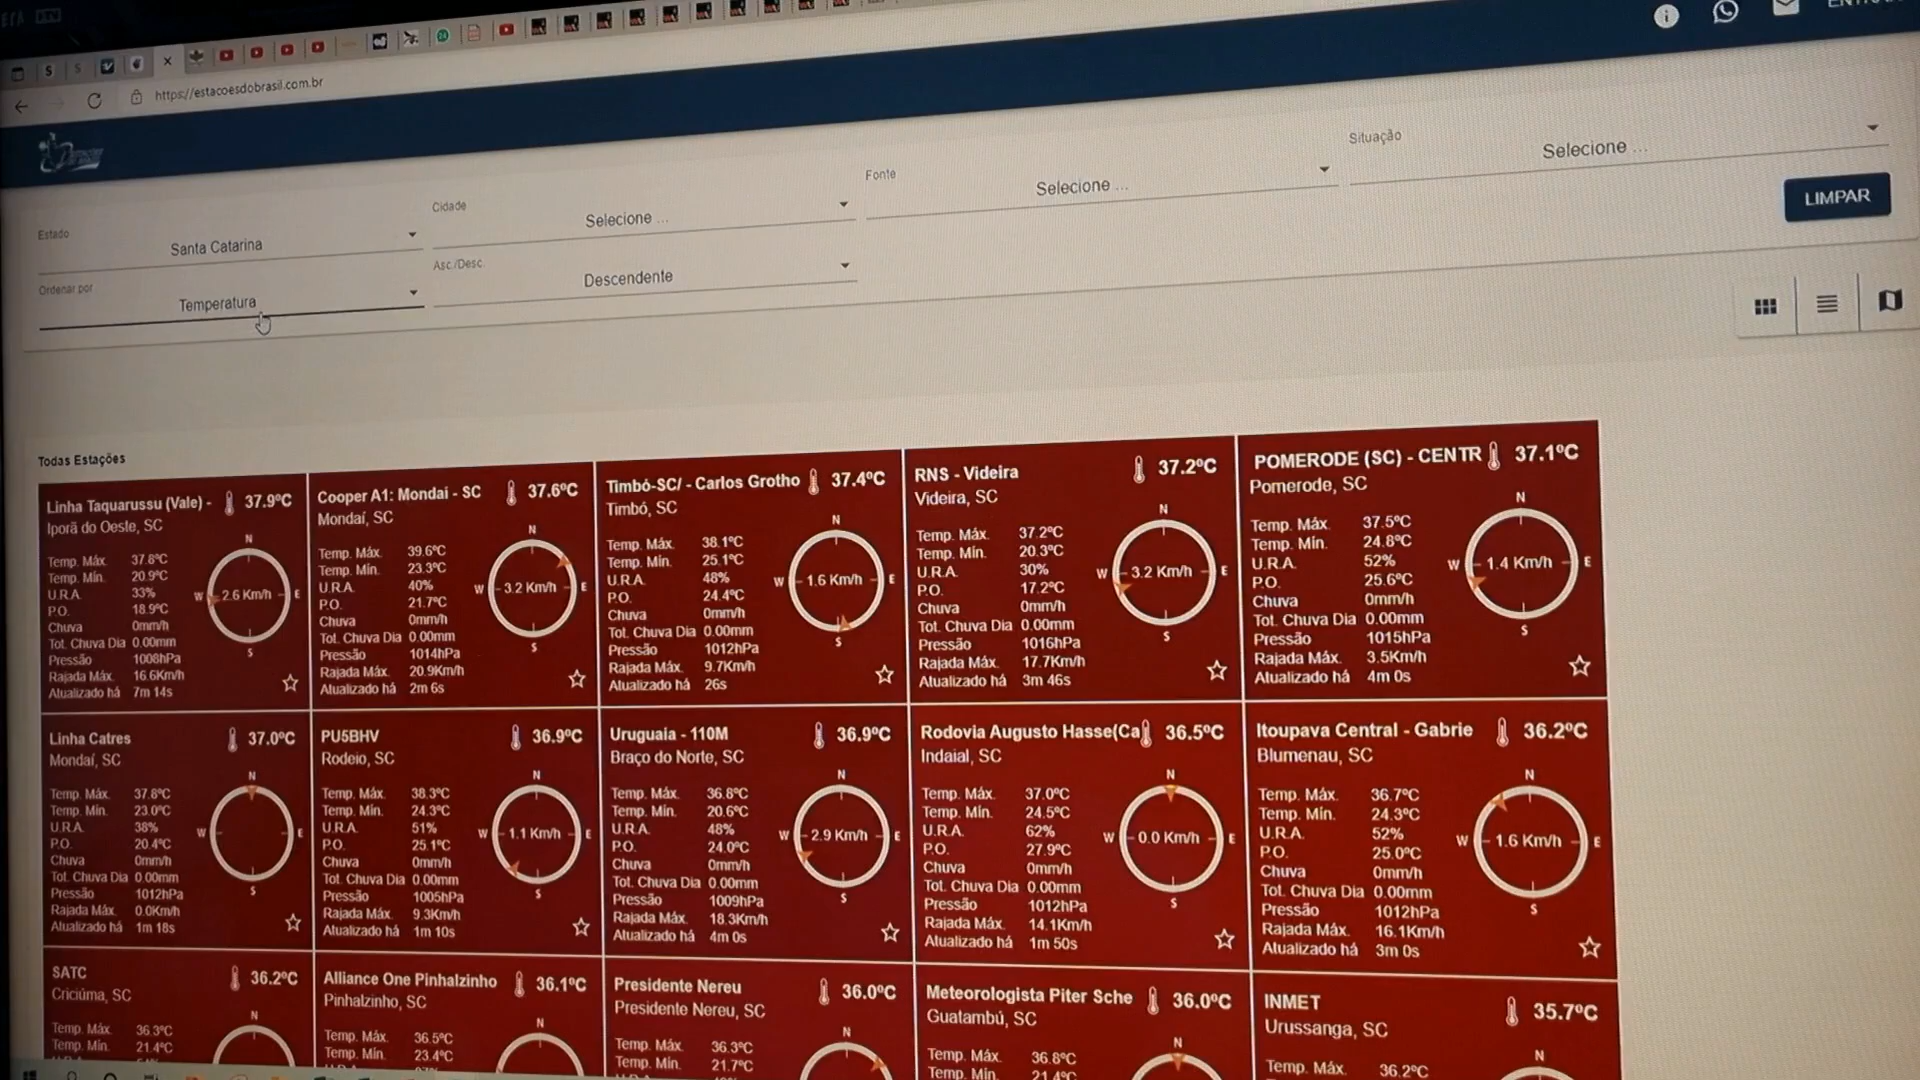 https://estacoesdobrasil.com.br
Estado
Santa Catarina
Cidade
Selecione ...
Fonte
Selecione ...
Situação
Selecione ...
LIMPAR
Ordenar por
Temperatura
Asc./Desc.
Descendente
Todas Estações
Linha Taquarussu (Vale) - 37.9ºC
Iporã do Oeste, SC
N
Temp. Máx. 37.8ºC
Temp. Mín. 20.9ºC
U.R.A. 33%
W 2.6 Km/h E
P.O. 18.9ºC
Chuva 0mm/h
Tot. Chuva Dia 0.00mm
S
Pressão 1008hPa
Rajada Máx. 16.6Km/h
Atualizado há 7m 14s
Cooper A1: Mondai - SC 37.6ºC
Mondaí, SC
N
Temp. Máx. 39.6ºC
Temp. Mín. 23.3ºC
U.R.A. 40%
W 3.2 Km/h E
P.O. 21.7ºC
Chuva 0mm/h
Tot. Chuva Dia 0.00mm
S
Pressão 1014hPa
Rajada Máx. 20.9Km/h
Atualizado há 2m 6s
Timbó-SC/ - Carlos Grotho 37.4ºC
Timbó, SC
N
Temp. Máx. 38.1ºC
Temp. Mín. 25.1ºC
U.R.A. 48%
W 1.6 Km/h E
P.O. 24.4ºC
Chuva 0mm/h
Tot. Chuva Dia 0.00mm
S
Pressão 1012hPa
Rajada Máx. 9.7Km/h
Atualizado há 26s
RNS - Videira 37.2ºC
Videira, SC
N
Temp. Máx. 37.2ºC
Temp. Mín. 20.3ºC
U.R.A. 30%
W 3.2 Km/h E
P.O. 17.2ºC
Chuva 0mm/h
Tot. Chuva Dia 0.00mm
S
Pressão 1016hPa
Rajada Máx. 17.7Km/h
Atualizado há 3m 46s
POMERODE (SC) - CENTR 37.1ºC
Pomerode, SC
N
Temp. Máx. 37.5ºC
Temp. Mín. 24.8ºC
U.R.A. 52%
W 1.4 Km/h E
P.O. 25.6ºC
Chuva 0mm/h
Tot. Chuva Dia 0.00mm
S
Pressão 1015hPa
Rajada Máx. 3.5Km/h
Atualizado há 4m 0s
Linha Catres 37.0ºC
Mondaí, SC
N
Temp. Máx. 37.8ºC
Temp. Mín. 23.0ºC
U.R.A. 38%
W E
P.O. 20.4ºC
Chuva 0mm/h
Tot. Chuva Dia 0.00mm
S
Pressão 1012hPa
Rajada Máx. 0.0Km/h
Atualizado há 1m 18s
PU5BHV 36.9ºC
Rodeio, SC
N
Temp. Máx. 38.3ºC
Temp. Mín. 24.3ºC
U.R.A. 51%
W 1.1 Km/h E
P.O. 25.1ºC
Chuva 0mm/h
Tot. Chuva Dia 0.00mm
S
Pressão 1005hPa
Rajada Máx. 9.3Km/h
Atualizado há 1m 10s
Uruguaia - 110M 36.9ºC
Braço do Norte, SC
N
Temp. Máx. 36.8ºC
Temp. Mín. 20.6ºC
U.R.A. 48%
W 2.9 Km/h E
P.O. 24.0ºC
Chuva 0mm/h
Tot. Chuva Dia 0.00mm
S
Pressão 1009hPa
Rajada Máx. 18.3Km/h
Atualizado há 4m 0s
Rodovia Augusto Hasse(Ca 36.5ºC
Indaial, SC
N
Temp. Máx. 37.0ºC
Temp. Mín. 24.5ºC
U.R.A. 62%
W 0.0 Km/h E
P.O. 27.9ºC
Chuva 0mm/h
Tot. Chuva Dia 0.00mm
S
Pressão 1012hPa
Rajada Máx. 14.1Km/h
Atualizado há 1m 50s
Itoupava Central - Gabrie 36.2ºC
Blumenau, SC
N
Temp. Máx. 36.7ºC
Temp. Mín. 24.3ºC
U.R.A. 52%
W 1.6 Km/h E
P.O. 25.0ºC
Chuva 0mm/h
Tot. Chuva Dia 0.00mm
S
Pressão 1012hPa
Rajada Máx. 16.1Km/h
Atualizado há 3m 0s
SATC 36.2ºC
Criciúma, SC
N
Temp. Máx. 36.3ºC
Temp. Mín. 21.4ºC
Alliance One Pinhalzinho 36.1ºC
Pinhalzinho, SC
N
Temp. Máx. 36.5ºC
Temp. Mín. 23.4ºC
Presidente Nereu 36.0ºC
Presidente Nereu, SC
N
Temp. Máx. 36.3ºC
Temp. Mín. 21.7ºC
Meteorologista Piter Sche 36.0ºC
Guatambú, SC
N
Temp. Máx. 36.8ºC
Temp. Mín. 21.4ºC
INMET 35.7ºC
Urussanga, SC
N
Temp. Máx. 36.2ºC